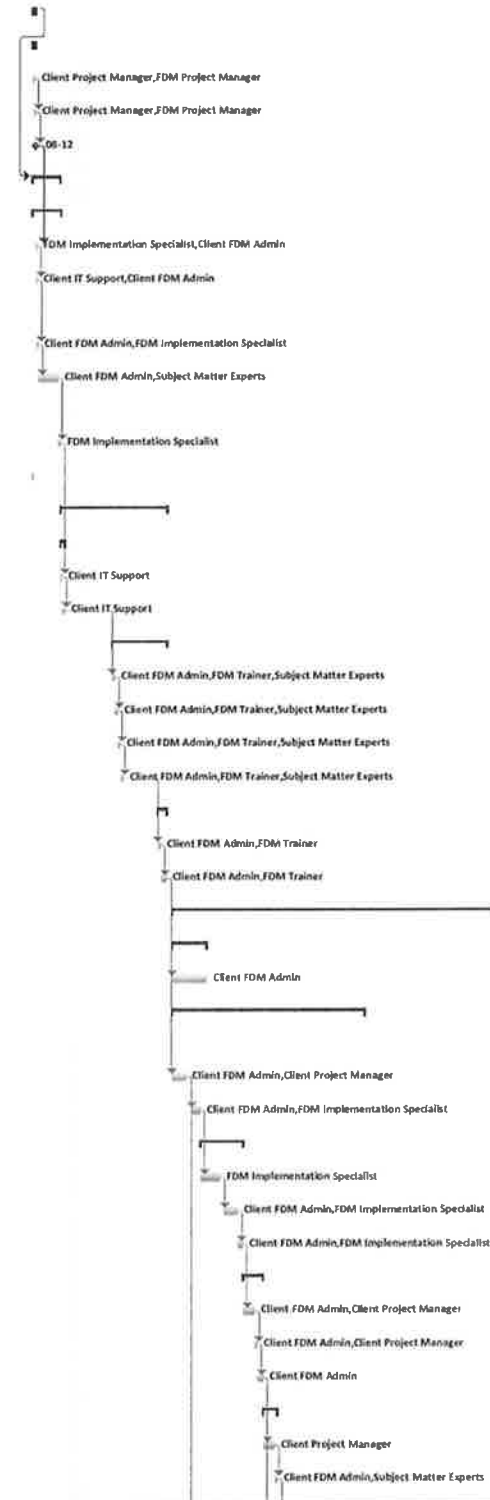 Client Project Manager,FDM Project Manager
Client Project Manager,FDM Project Manager
06-12
FDM Implementation Specialist,Client FDM Admin
Client IT Support,Client FDM Admin
Client FDM Admin,FDM Implementation Specialist
Client FDM Admin,Subject Matter Experts
FDM Implementation Specialist
Client IT Support
Client IT Support
Client FDM Admin,FDM Trainer,Subject Matter Experts
Client FDM Admin,FDM Trainer,Subject Matter Experts
Client FDM Admin,FDM Trainer,Subject Matter Experts
Client FDM Admin,FDM Trainer,Subject Matter Experts
Client FDM Admin,FDM Trainer
Client FDM Admin,FDM Trainer
Client FDM Admin
Client FDM Admin,Client Project Manager
Client FDM Admin,FDM Implementation Specialist
FDM Implementation Specialist
Client FDM Admin,FDM Implementation Specialist
Client FDM Admin,FDM Implementation Specialist
Client FDM Admin,Client Project Manager
Client FDM Admin,Client Project Manager
Client FDM Admin
Client Project Manager
Client FDM Admin,Subject Matter Experts